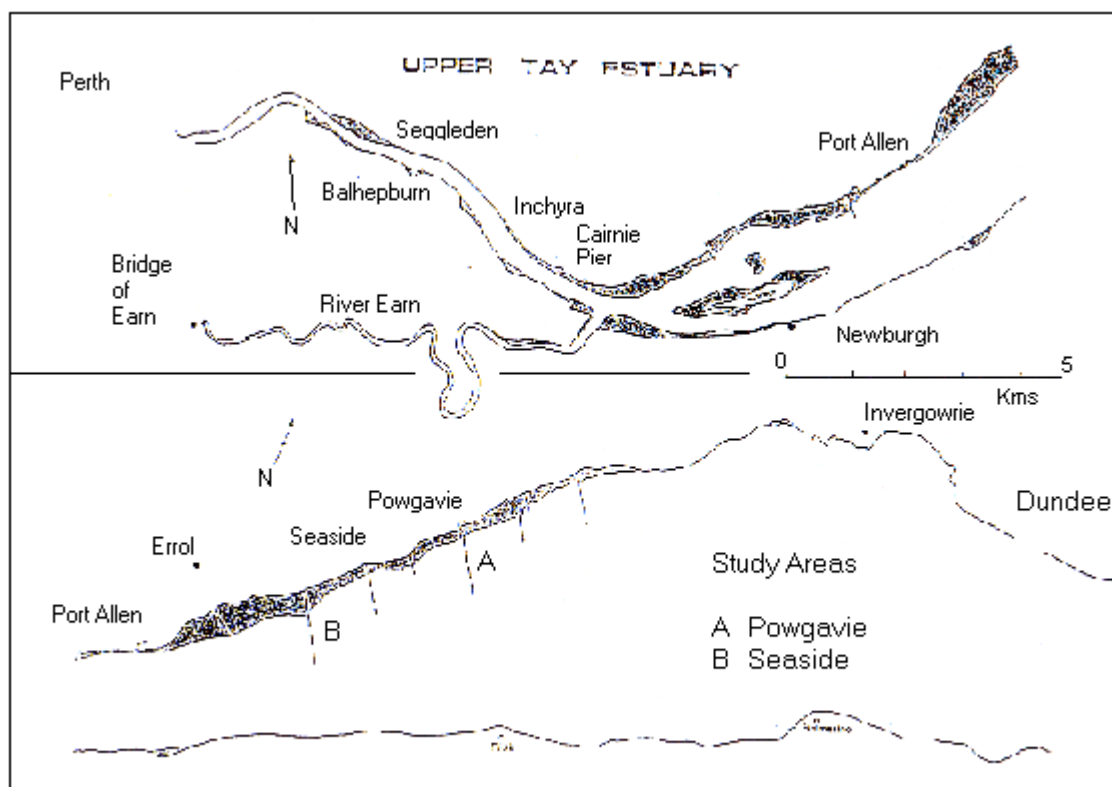 UPPER TAY ESTUARY
Perth
Seggleden
Port Allen
Balhepburn
N
Inchyra
Cairnie
Pier
Bridge
of
Earn
River Earn
Newburgh
0
5
Kms
Invergowrie
N
Powgavie
Dundee
Seaside
Errol
A
Study Areas
Port Allen
B
A Powgavie
B Seaside